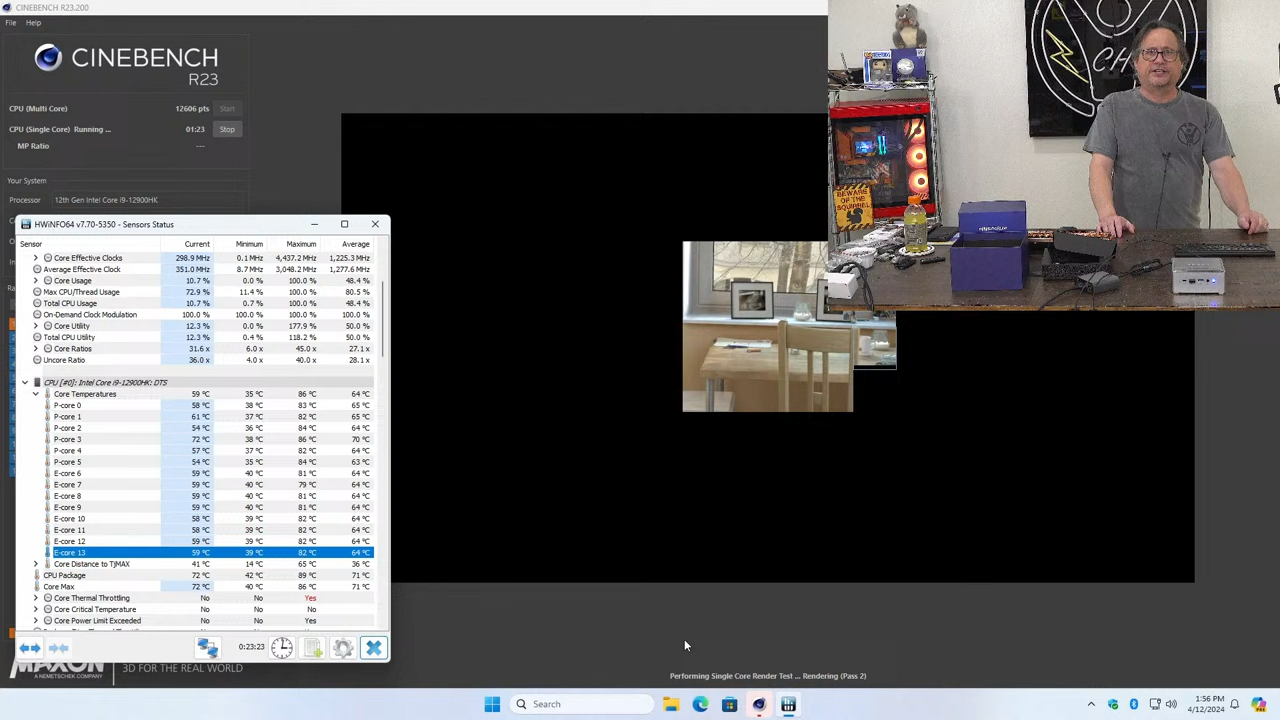 CINEBENCH R23.200
File Help
CINEBENCH
R23
CPU (Multi Core) 12606 pts Start
CPU (Single Core) Running ... 01:23 Stop
MP Ratio ---
Your System
Processor 12th Gen Intel Core i9-12900HK
HWiNFO64 v7.70-5350 - Sensors Status
Sensor Current Minimum Maximum Average
Core Effective Clocks 298.9 MHz 0.1 MHz 4,437.2 MHz 1,225.3 MHz
Average Effective Clock 351.0 MHz 8.7 MHz 3,048.2 MHz 1,277.6 MHz
Core Usage 10.7 % 0.0 % 100.0 % 48.4 %
Max CPU/Thread Usage 72.9 % 11.4 % 100.0 % 80.5 %
Total CPU Usage 10.7 % 0.0 % 100.0 % 48.4 %
On-Demand Clock Modulation 100.0 % 100.0 % 100.0 % 100.0 %
Core Utility 12.3 % 0.0 % 177.9 % 50.0 %
Total CPU Utility 12.3 % 0.4 % 118.2 % 50.0 %
Core Ratios 31.6 x 6.0 x 45.0 x 27.1 x
Uncore Ratio 36.0 x 4.0 x 40.0 x 28.1 x
CPU [#0]: Intel Core i9-12900HK: DTS
Core Temperatures 59 °C 35 °C 86 °C 64 °C
P-core 0 58 °C 38 °C 83 °C 65 °C
P-core 1 61 °C 37 °C 82 °C 65 °C
P-core 2 54 °C 36 °C 84 °C 64 °C
P-core 3 72 °C 38 °C 86 °C 70 °C
P-core 4 57 °C 37 °C 82 °C 64 °C
P-core 5 54 °C 35 °C 84 °C 63 °C
E-core 6 59 °C 40 °C 81 °C 64 °C
E-core 7 59 °C 40 °C 79 °C 64 °C
E-core 8 59 °C 40 °C 81 °C 64 °C
E-core 9 59 °C 40 °C 81 °C 64 °C
E-core 10 58 °C 39 °C 82 °C 64 °C
E-core 11 58 °C 39 °C 82 °C 64 °C
E-core 12 59 °C 39 °C 82 °C 64 °C
E-core 13 59 °C 39 °C 82 °C 64 °C
Core Distance to TjMAX 41 °C 14 °C 65 °C 36 °C
CPU Package 72 °C 42 °C 89 °C 71 °C
Core Max 72 °C 40 °C 86 °C 71 °C
Core Thermal Throttling No No Yes
Core Critical Temperature No No No
Core Power Limit Exceeded No No Yes
0:23:23
MAXON
A NEMETSCHEK COMPANY
3D FOR THE REAL WORLD
Performing Single Core Render Test ... Rendering (Pass 2)
Search
1:56 PM
4/12/2024
CH
BEWARE
OF THE
SQUIRREL